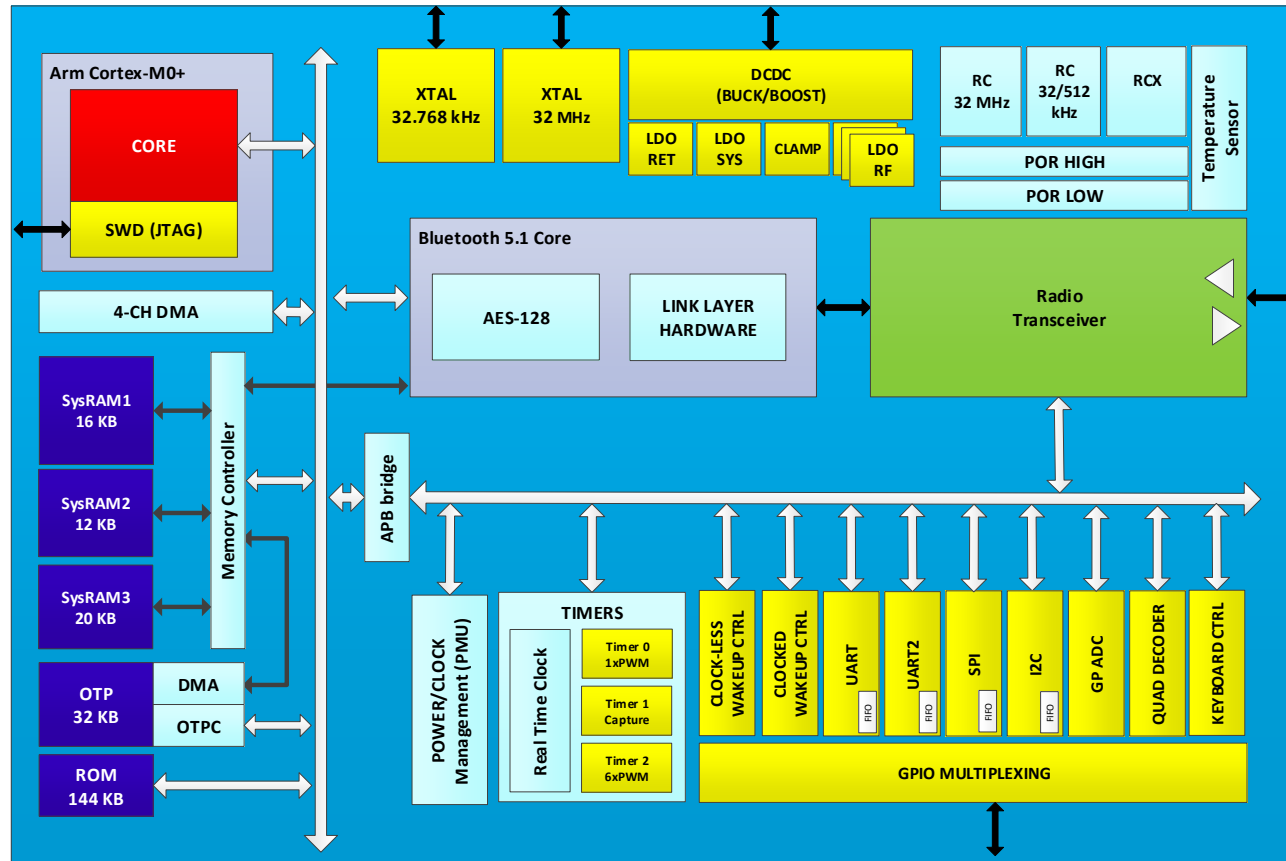 Arm Cortex-M0+
CORE
SWD (JTAG)
4-CH DMA
SysRAM1
16 KB
SysRAM2
12 KB
SysRAM3
20 KB
Memory Controller
OTP
32 KB
DMA
OTPC
ROM
144 KB
XTAL
32.768 kHz
XTAL
32 MHz
DCDC
(BUCK/BOOST)
LDO
RET
LDO
SYS
CLAMP
LDO
RF
RC
32 MHz
RC
32/512
kHz
RCX
POR HIGH
POR LOW
Temperature
Sensor
Bluetooth 5.1 Core
AES-128
LINK LAYER
HARDWARE
Radio
Transceiver
APB bridge
POWER/CLOCK
Management (PMU)
TIMERS
Real Time Clock
Timer 0
1xPWM
Timer 1
Capture
Timer 2
6xPWM
CLOCK-LESS
WAKEUP CTRL
CLOCKED
WAKEUP CTRL
UART
FIFO
UART2
FIFO
SPI
FIFO
I2C
FIFO
GP ADC
QUAD DECODER
KEYBOARD CTRL
GPIO MULTIPLEXING